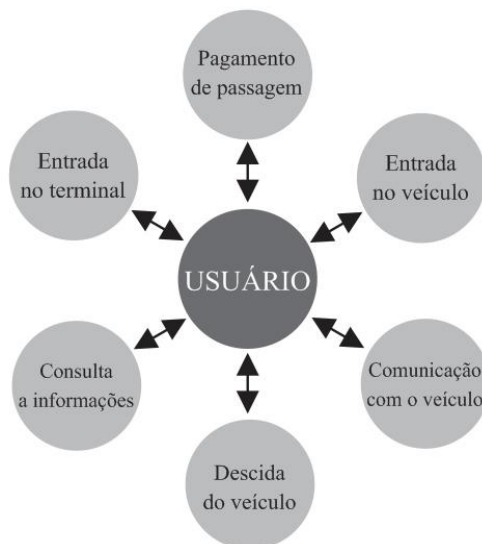 Pagamento
de passagem
Entrada
no terminal
Entrada
no veículo
USUÁRIO
Consulta
a informações
Comunicação
com o veículo
Descida
do veículo